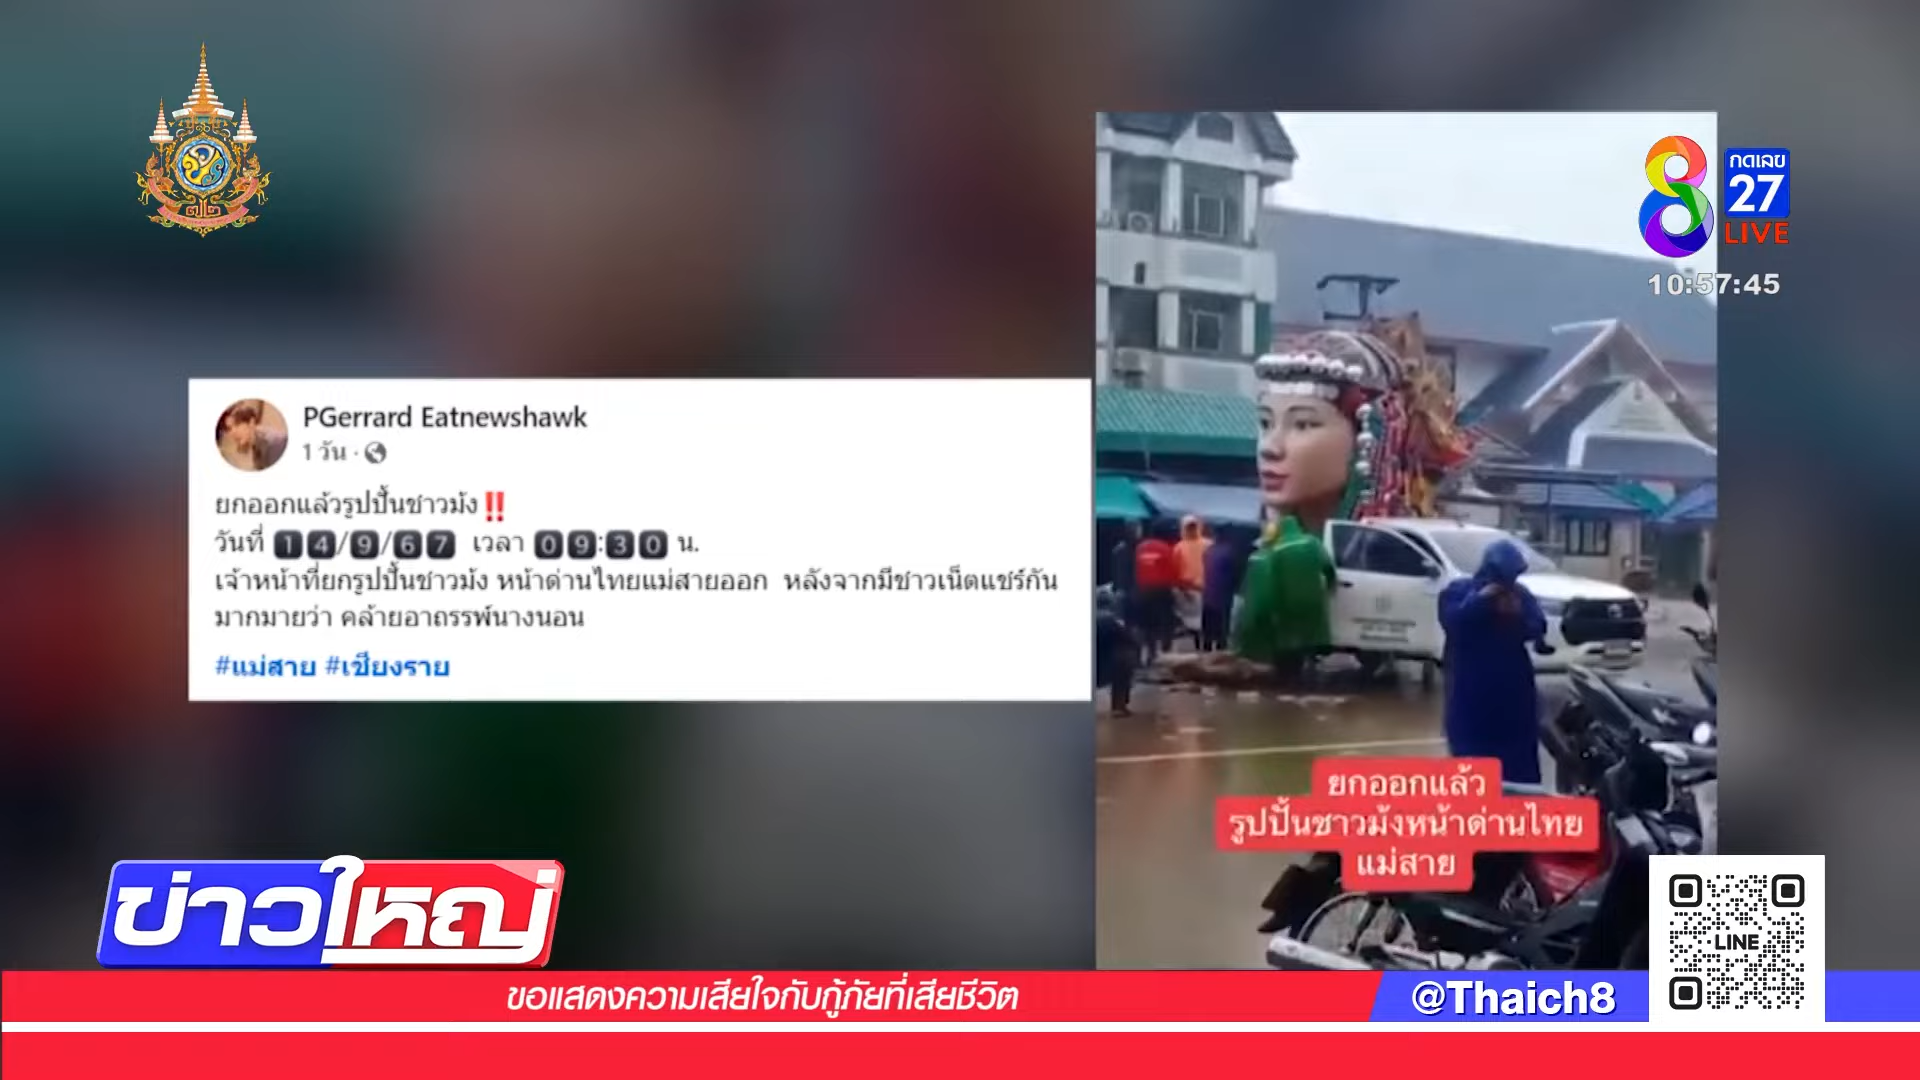 กดเลข
27
LIVE
10:57:45
PGerrard Eatnewshawk
1 วัน ·
ยกออกแล้วรูปปั้นชาวม้ง‼️
วันที่ 14/9/67 เวลา 09:30 น.
เจ้าหน้าที่ยกรูปปั้นชาวม้ง หน้าด่านไทยแม่สายออก หลังจากมีชาวเน็ตแชร์กัน
มากมายว่า คล้ายอาถรรพ์นางนอน
#แม่สาย #เชียงราย
ยกออกแล้ว
รูปปั้นชาวม้งหน้าด่านไทย
แม่สาย
ข่าวใหญ่
ขอแสดงความเสียใจกับกู้ภัยที่เสียชีวิต
@Thaich8
LINE